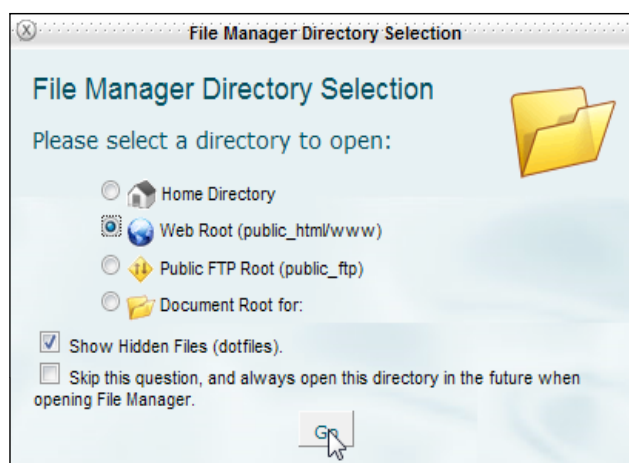 File Manager Directory Selection
File Manager Directory Selection
Please select a directory to open:
Home Directory
Web Root (public_html/www)
Public FTP Root (public_ftp)
Document Root for:
Show Hidden Files (dotfiles).
Skip this question, and always open this directory in the future when
opening File Manager.
Go